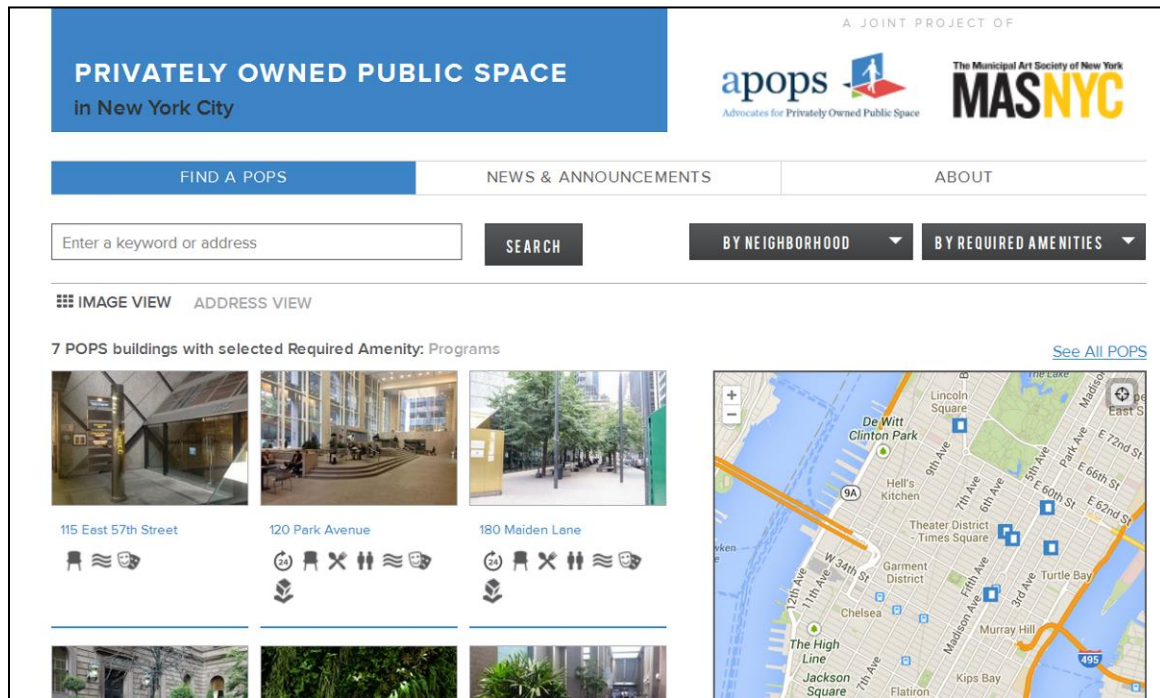 A JOINT PROJECT OF
PRIVATELY OWNED PUBLIC SPACE
in New York City
apops
Advocates for Privately Owned Public Space
The Municipal Art Society of New York
MASNYC
FIND A POPS
NEWS & ANNOUNCEMENTS
ABOUT
Enter a keyword or address
SEARCH
BY NEIGHBORHOOD
BY REQUIRED AMENITIES
IMAGE VIEW
ADDRESS VIEW
7 POPS buildings with selected Required Amenity: Programs
See All POPS
115 East 57th Street
120 Park Avenue
180 Maiden Lane
24
24
+
−
The Lake
Lincoln
Square
De Witt
Clinton Park
East S
Park Ave
E 72nd St
9th Ave
5th Ave
E 66th St
9A
Hell's
Kitchen
7th Ave
6th Ave
E 60th St
E 62nd St
Theater District
- Times Square
W 34th St
Garment
District
Fifth Ave
3rd Ave
Turtle Bay
12th Ave
11th Ave
Chelsea
Madison Ave
Murray Hill
The High
Line
495
Jackson
Square
7th Ave
Kips Bay
Flatiron